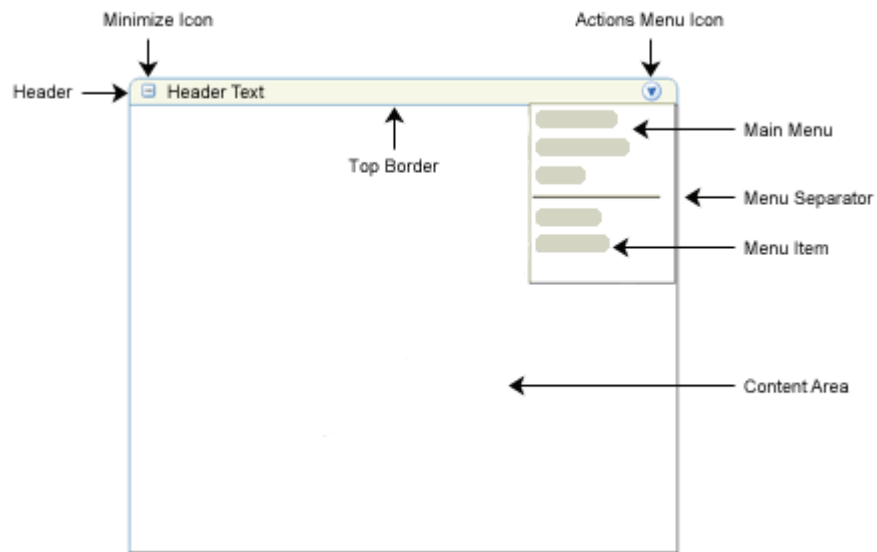 Minimize Icon
Actions Menu Icon
Header
Header Text
Main Menu
Top Border
Menu Separator
Menu Item
Content Area